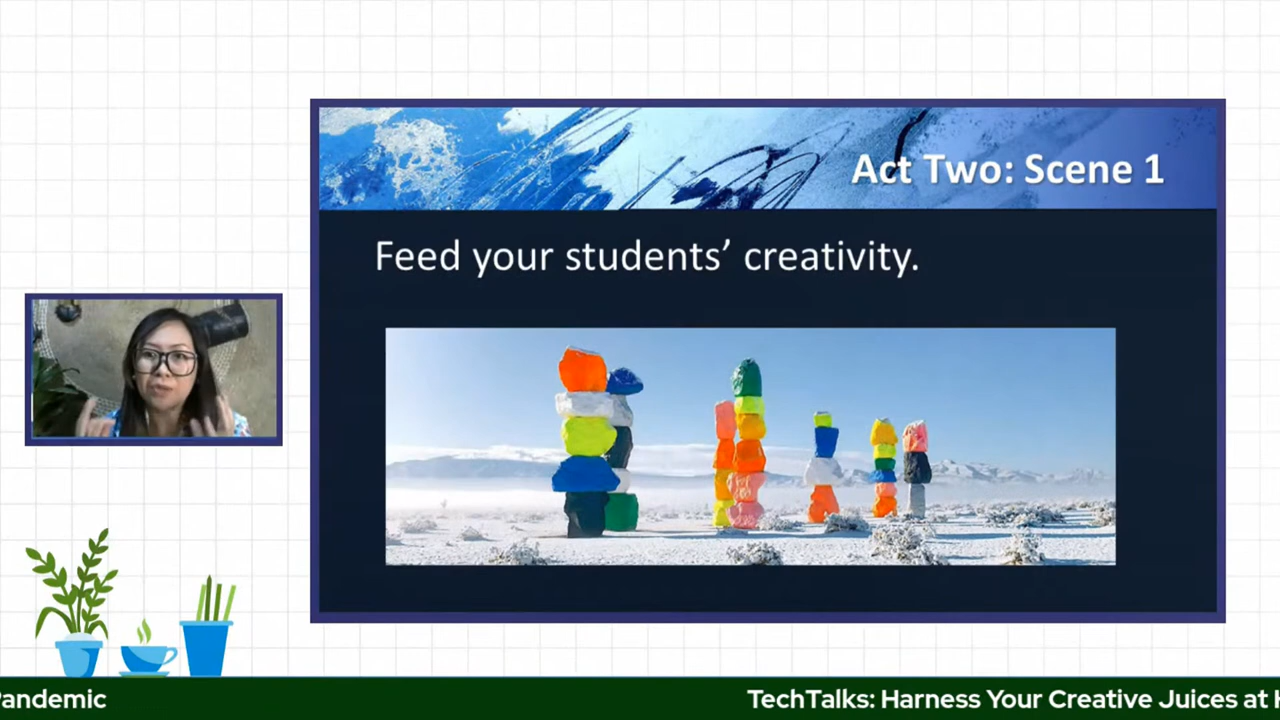 Act Two: Scene 1
Feed your students’ creativity.
Pandemic
TechTalks: Harness Your Creative Juices at